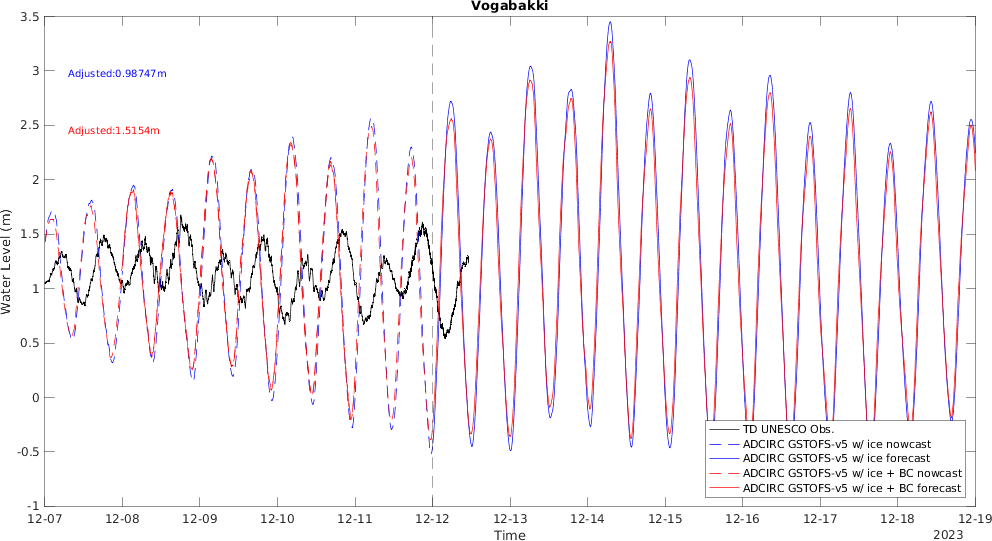 Vogabakki
Water Level (m)
3.5
3
2.5
2
1.5
1
0.5
0
-0.5
-1
Adjusted:0.98747m
Adjusted:1.5154m
TD UNESCO Obs.
ADCIRC GSTOFS-v5 w/ ice nowcast
ADCIRC GSTOFS-v5 w/ ice forecast
ADCIRC GSTOFS-v5 w/ ice + BC nowcast
ADCIRC GSTOFS-v5 w/ ice + BC forecast
12-07 12-08 12-09 12-10 12-11 12-12 12-13 12-14 12-15 12-16 12-17 12-18 12-19
Time
2023